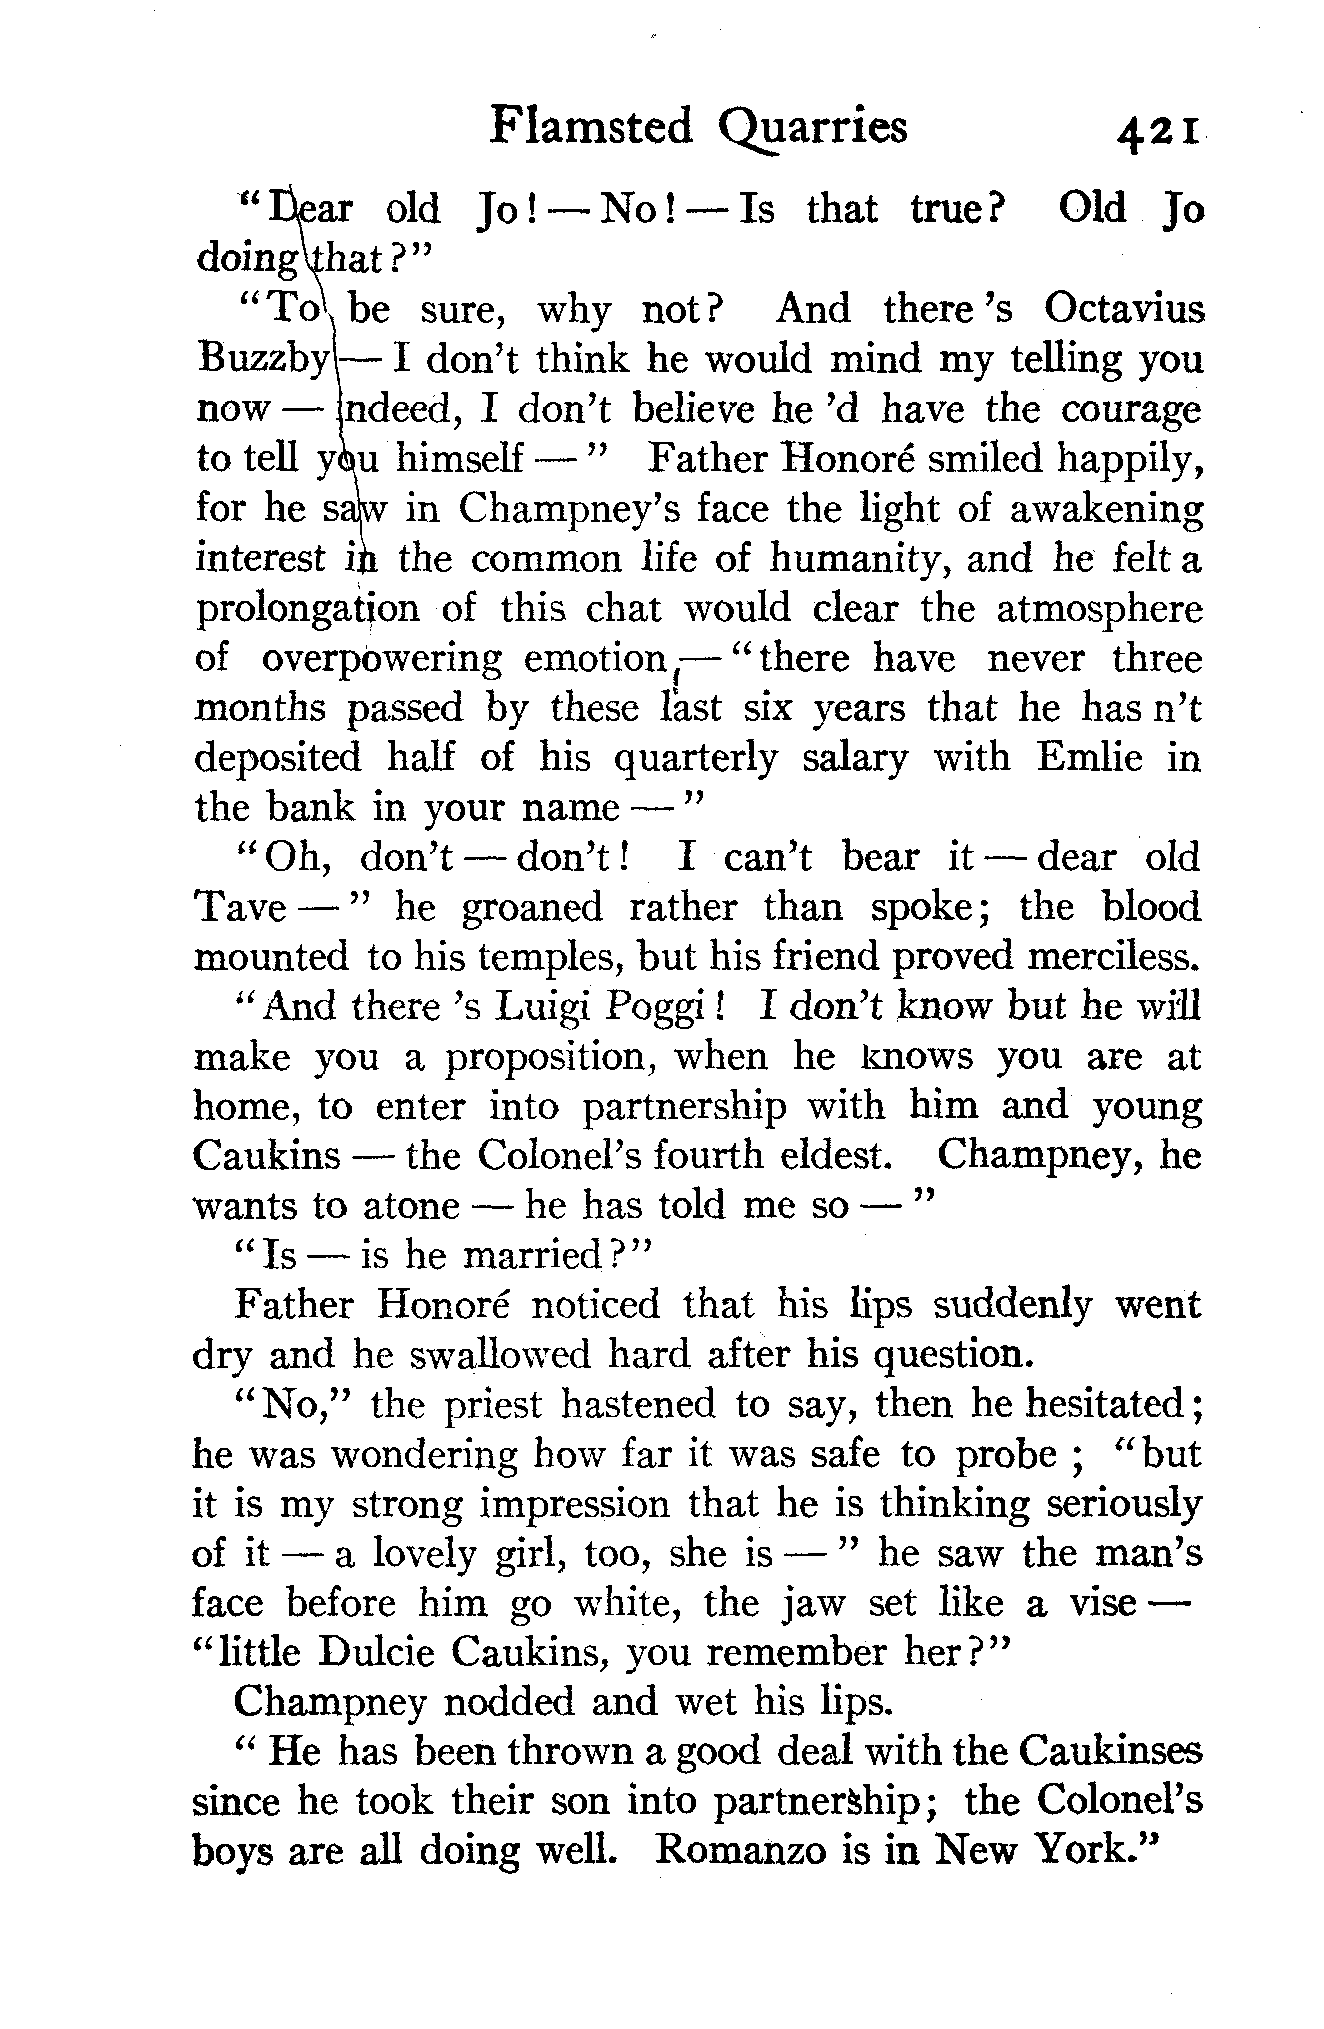 Flamsted Quarries 421
"Dear old Jo! — No! — Is that true? Old Jo
doing that?"
"To be sure, why not? And there 's Octavius
Buzzby — I don't think he would mind my telling you
now — indeed, I don't believe he 'd have the courage
to tell you himself — " Father Honoré smiled happily,
for he saw in Champney's face the light of awakening
interest in the common life of humanity, and he felt a
prolongation of this chat would clear the atmosphere
of overpowering emotion,— "there have never three
months passed by these last six years that he has n't
deposited half of his quarterly salary with Emlie in
the bank in your name — "
"Oh, don't — don't! I can't bear it — dear old
Tave — " he groaned rather than spoke; the blood
mounted to his temples, but his friend proved merciless.
"And there 's Luigi Poggi! I don't know but he will
make you a proposition, when he knows you are at
home, to enter into partnership with him and young
Caukins — the Colonel's fourth eldest. Champney, he
wants to atone — he has told me so — "
"Is — is he married?"
Father Honoré noticed that his lips suddenly went
dry and he swallowed hard after his question.
"No," the priest hastened to say, then he hesitated;
he was wondering how far it was safe to probe ; "but
it is my strong impression that he is thinking seriously
of it — a lovely girl, too, she is — " he saw the man's
face before him go white, the jaw set like a vise —
"little Dulcie Caukins, you remember her?"
Champney nodded and wet his lips.
" He has been thrown a good deal with the Caukinses
since he took their son into partnership; the Colonel's
boys are all doing well. Romanzo is in New York."